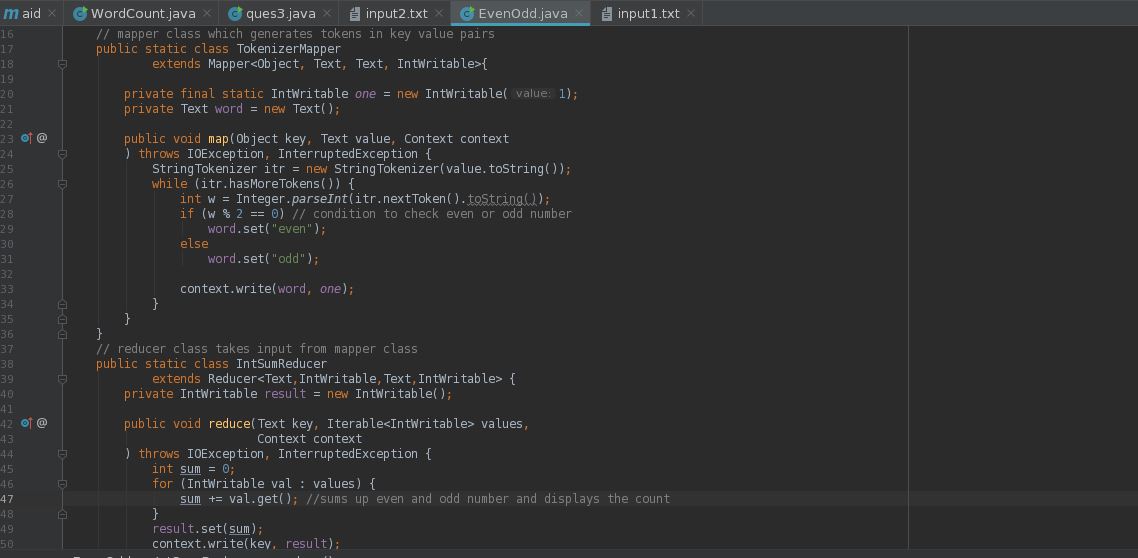 maid WordCount.java ques3.java input2.txt EvenOdd.java input1.txt
16 // mapper class which generates tokens in key value pairs
17 public static class TokenizerMapper
18 extends Mapper<Object, Text, Text, IntWritable>{
19
20 private final static IntWritable one = new IntWritable( value: 1);
21 private Text word = new Text();
22
23 @ public void map(Object key, Text value, Context context
24 ) throws IOException, InterruptedException {
25 StringTokenizer itr = new StringTokenizer(value.toString());
26 while (itr.hasMoreTokens()) {
27 int w = Integer.parseInt(itr.nextToken().toString());
28 if (w % 2 == 0) // condition to check even or odd number
29 word.set("even");
30 else
31 word.set("odd");
32
33 context.write(word, one);
34 }
35 }
36 }
37 // reducer class takes input from mapper class
38 public static class IntSumReducer
39 extends Reducer<Text,IntWritable,Text,IntWritable> {
40 private IntWritable result = new IntWritable();
41
42 @ public void reduce(Text key, Iterable<IntWritable> values,
43 Context context
44 ) throws IOException, InterruptedException {
45 int sum = 0;
46 for (IntWritable val : values) {
47 sum += val.get(); //sums up even and odd number and displays the count
48 }
49 result.set(sum);
50 context.write(key, result);